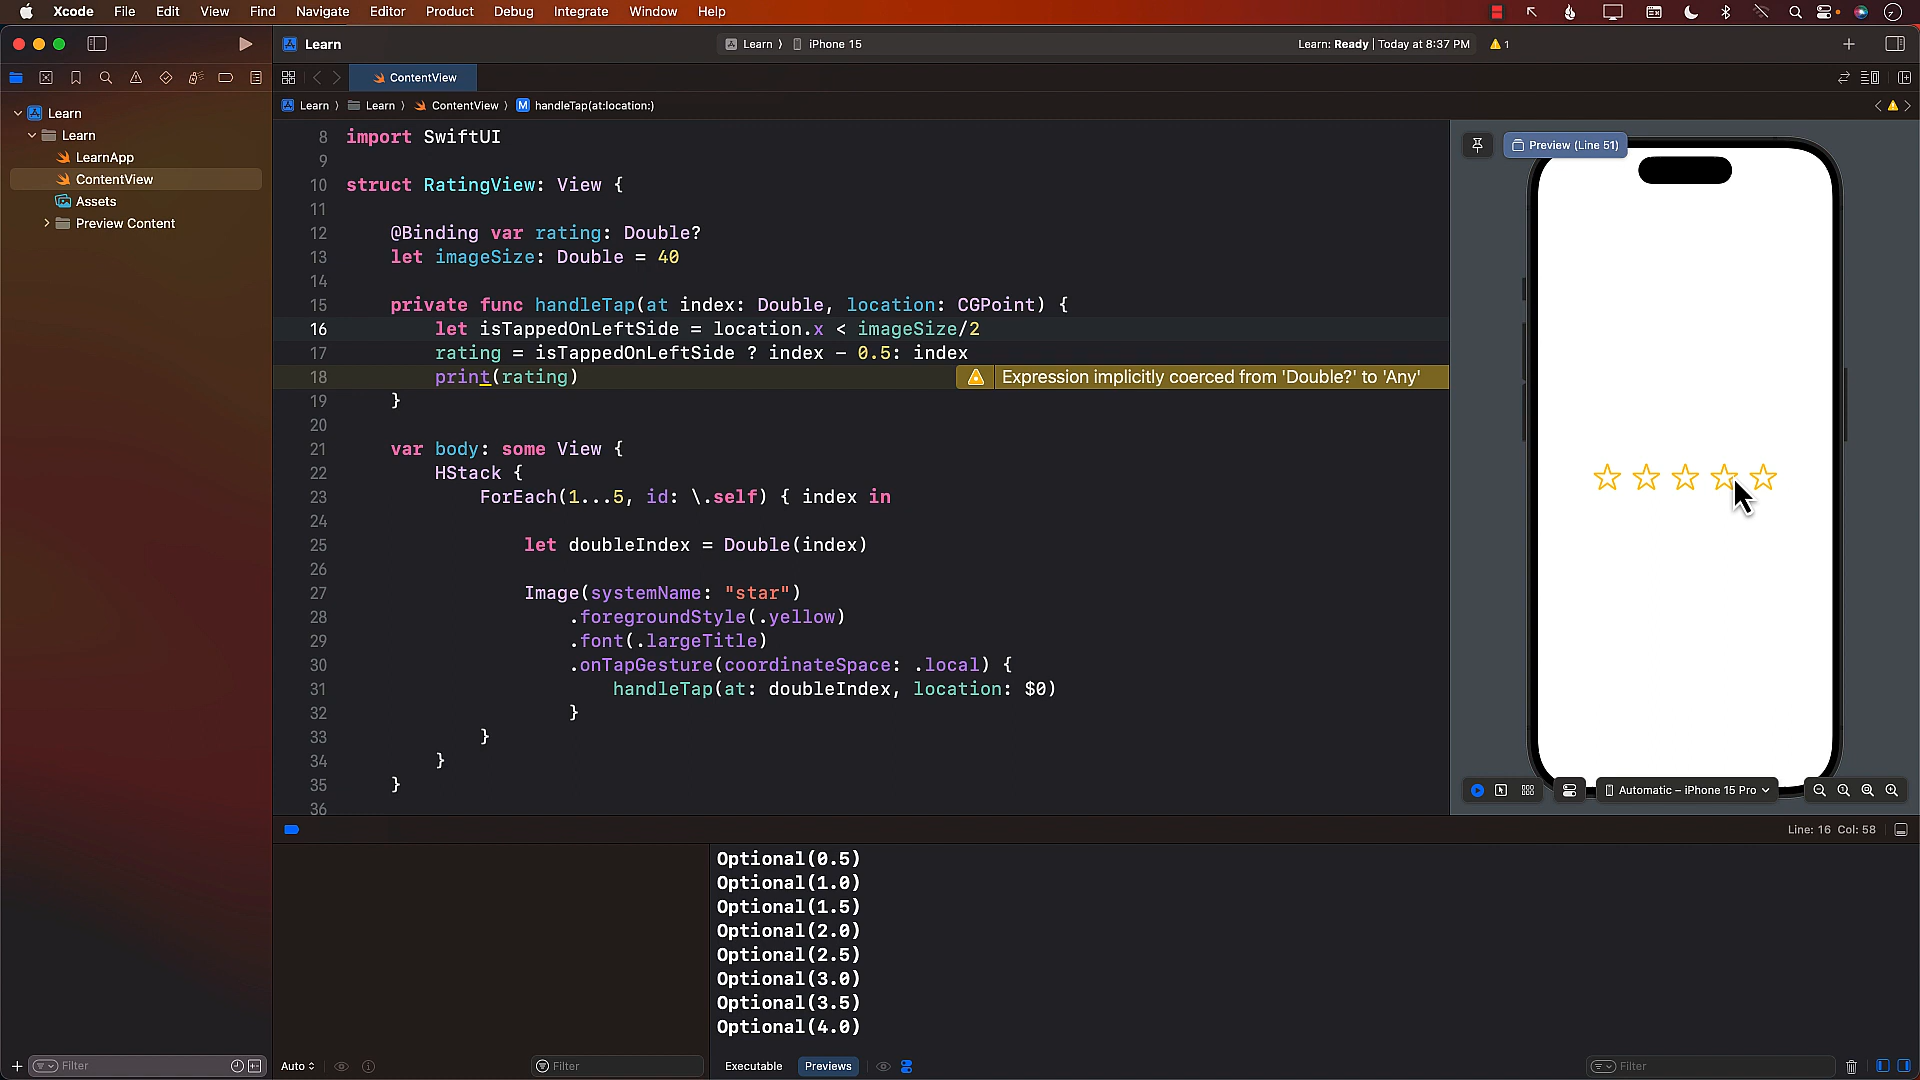 Xcode File Edit View Find Navigate Editor Product Debug Integrate Window Help
Learn
Learn 〉 iPhone 15
Learn: Ready | Today at 8:37 PM
1
ContentView
Learn 〉 Learn 〉 ContentView 〉 M handleTap(at:location:)
Learn
Learn
LearnApp
ContentView
Assets
Preview Content
8 import SwiftUI
9
10 struct RatingView: View {
11
12 @Binding var rating: Double?
13 let imageSize: Double = 40
14
15 private func handleTap(at index: Double, location: CGPoint) {
16 let isTappedOnLeftSide = location.x < imageSize/2
17 rating = isTappedOnLeftSide ? index - 0.5: index
18 print(rating)
Expression implicitly coerced from 'Double?' to 'Any'
19 }
20
21 var body: some View {
22 HStack {
23 ForEach(1...5, id: \.self) { index in
24
25 let doubleIndex = Double(index)
26
27 Image(systemName: "star")
28 .foregroundStyle(.yellow)
29 .font(.largeTitle)
30 .onTapGesture(coordinateSpace: .local) {
31 handleTap(at: doubleIndex, location: $0)
32 }
33 }
34 }
35 }
36
Preview (Line 51)
Automatic – iPhone 15 Pro
Line: 16 Col: 58
Optional(0.5)
Optional(1.0)
Optional(1.5)
Optional(2.0)
Optional(2.5)
Optional(3.0)
Optional(3.5)
Optional(4.0)
Filter
Auto
Filter
Executable
Previews
Filter